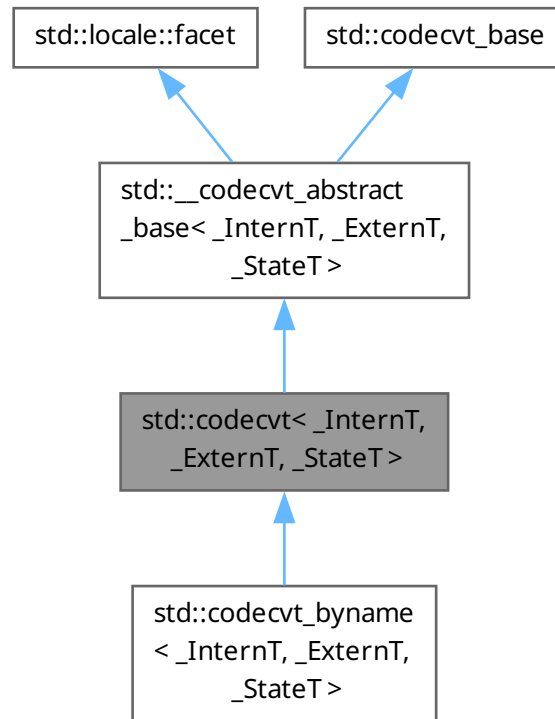 std::locale::facet
std::codecvt_base
std::__codecvt_abstract
_base< _InternT, _ExternT,
_StateT >
std::codecvt< _InternT,
_ExternT, _StateT >
std::codecvt_byname
< _InternT, _ExternT,
_StateT >